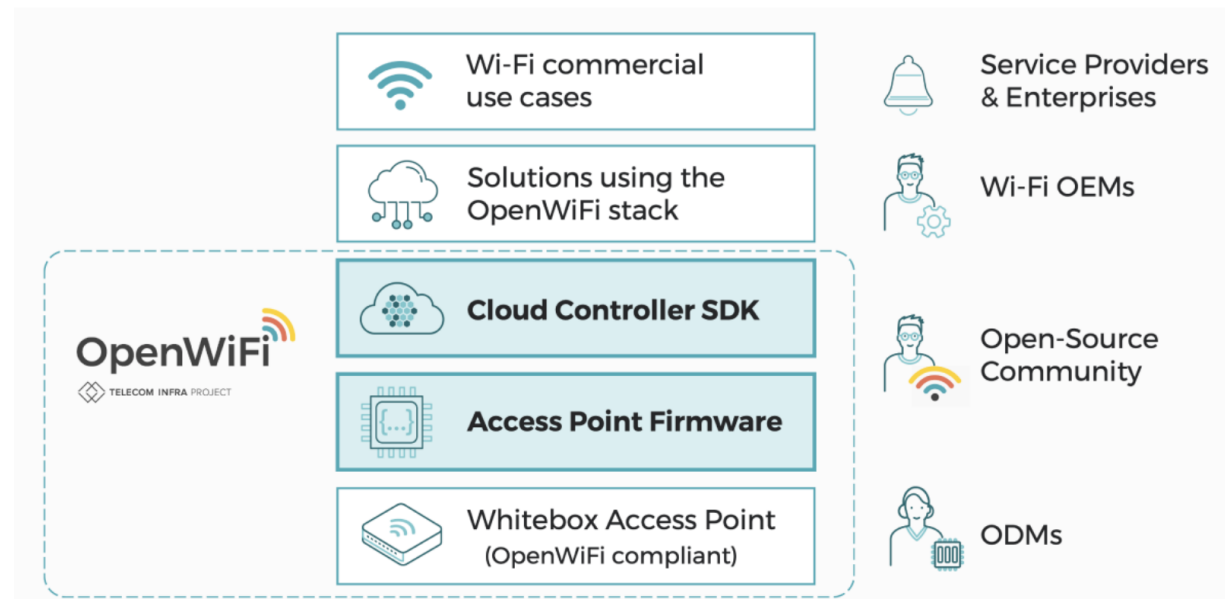 Wi-Fi commercial
use cases
Service Providers
& Enterprises
Solutions using the
OpenWiFi stack
Wi-Fi OEMs
OpenWiFi
TELECOM INFRA PROJECT
Cloud Controller SDK
Open-Source
Community
{...}
Access Point Firmware
Whitebox Access Point
(OpenWiFi compliant)
ODMs